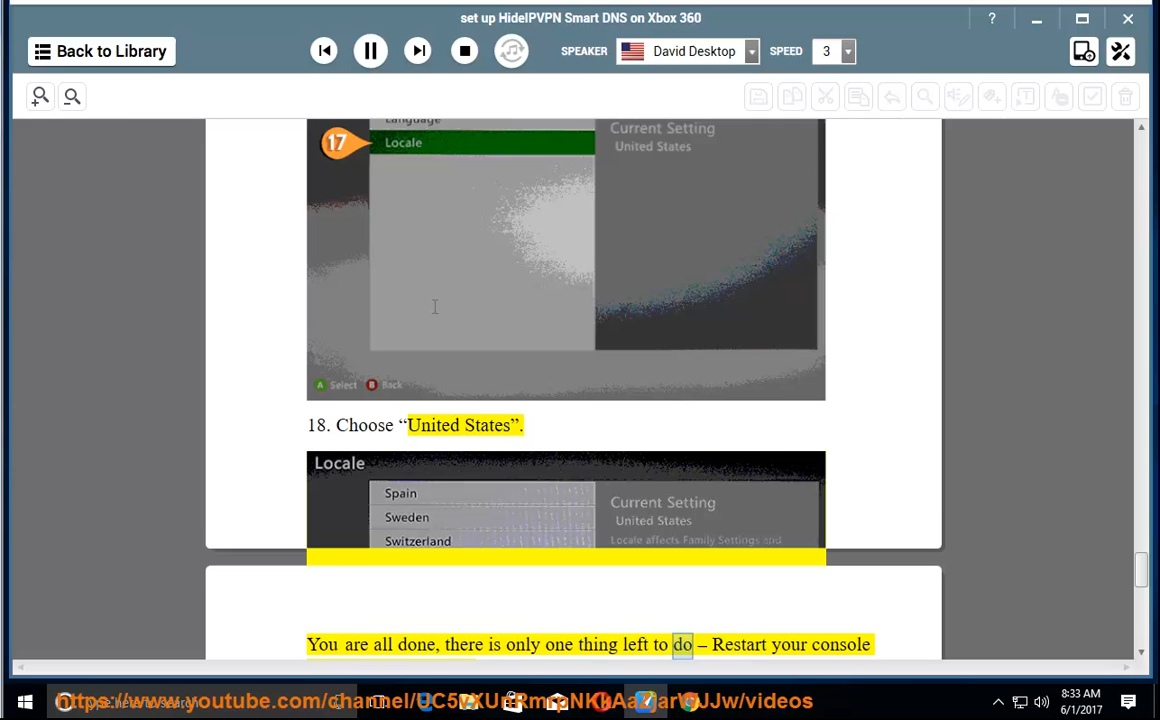 set up HideIPVPN Smart DNS on Xbox 360
Back to Library
SPEAKER
David Desktop
SPEED
3
Language
17
Locale
Current Setting
United States
Select
Back
18. Choose “United States”.
Locale
Spain
Sweden
Switzerland
Current Setting
United States
Locale affects Family Settings and
You are all done, there is only one thing left to do – Restart your console
8:33 AM
6/1/2017